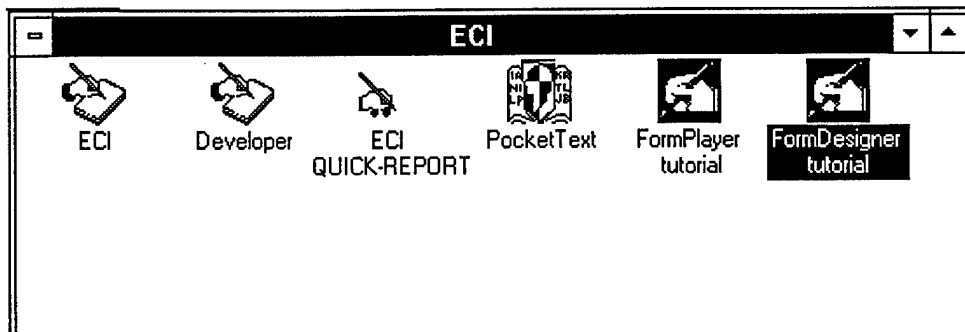 ECI
ECI
Developer
ECI
QUICK-REPORT
PocketText
FormPlayer
tutorial
FormDesigner
tutorial